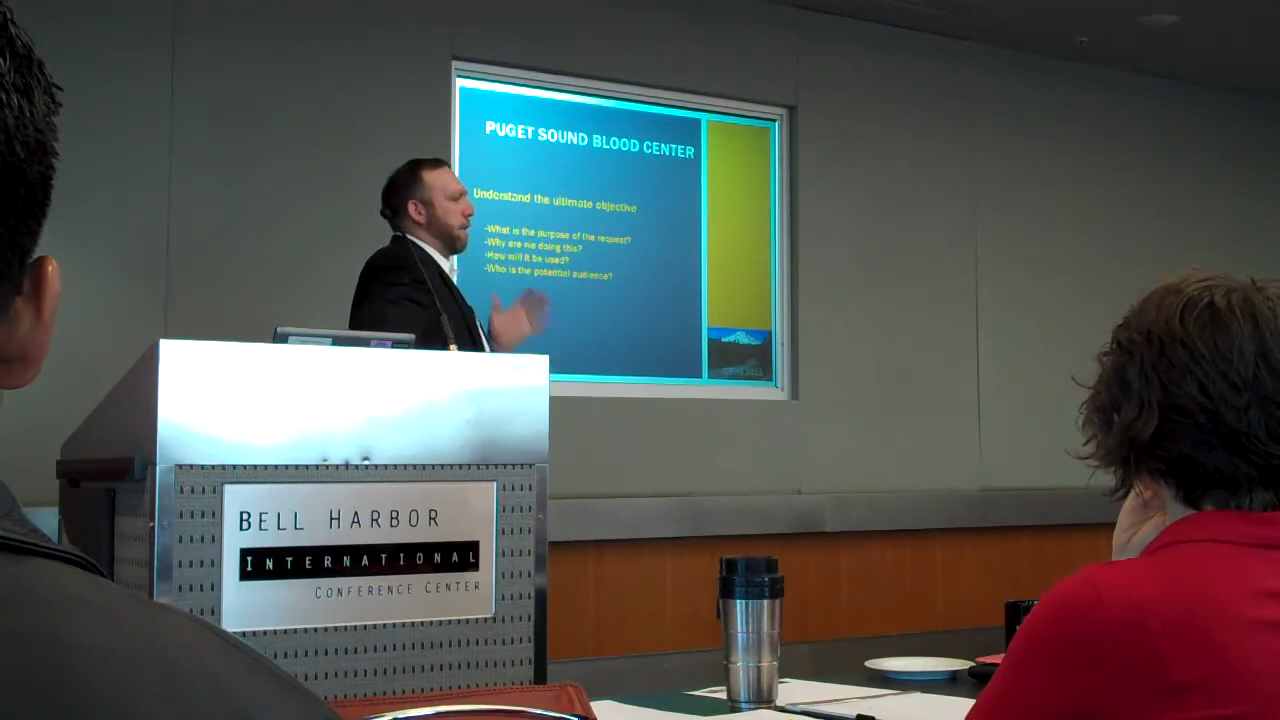 PUGET SOUND BLOOD CENTER
Understand the ultimate objective
-What is the purpose of the request?
-Why are we doing this?
-How will it be used?
-Who is the potential audience?
BELL HARBOR
INTERNATIONAL
CONFERENCE CENTER